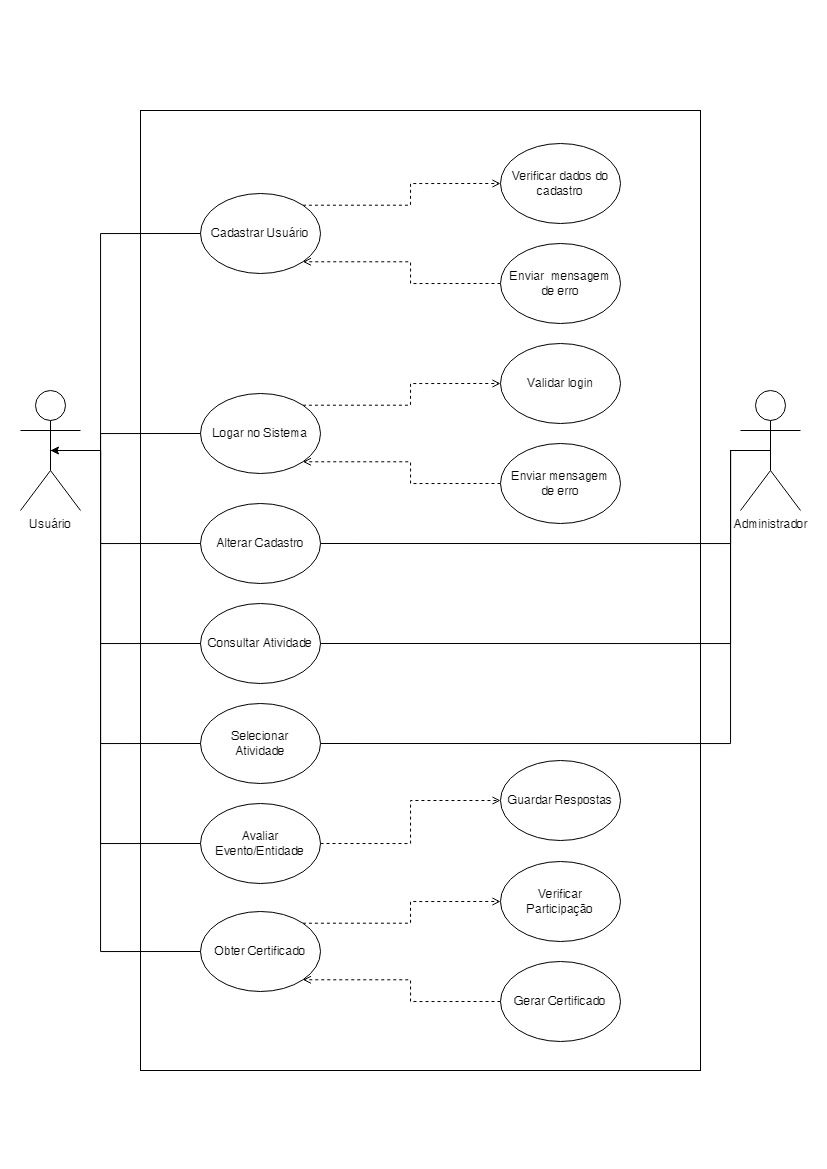 Verificar dados do
cadastro
Cadastrar Usuário
Enviar  mensagem
de erro
Validar login
Logar no Sistema
Enviar mensagem
de erro
Usuário
Administrador
Alterar Cadastro
Consultar Atividade
Selecionar
Atividade
Guardar Respostas
Avaliar
Evento/Entidade
Verificar
Participação
Obter Certificado
Gerar Certificado